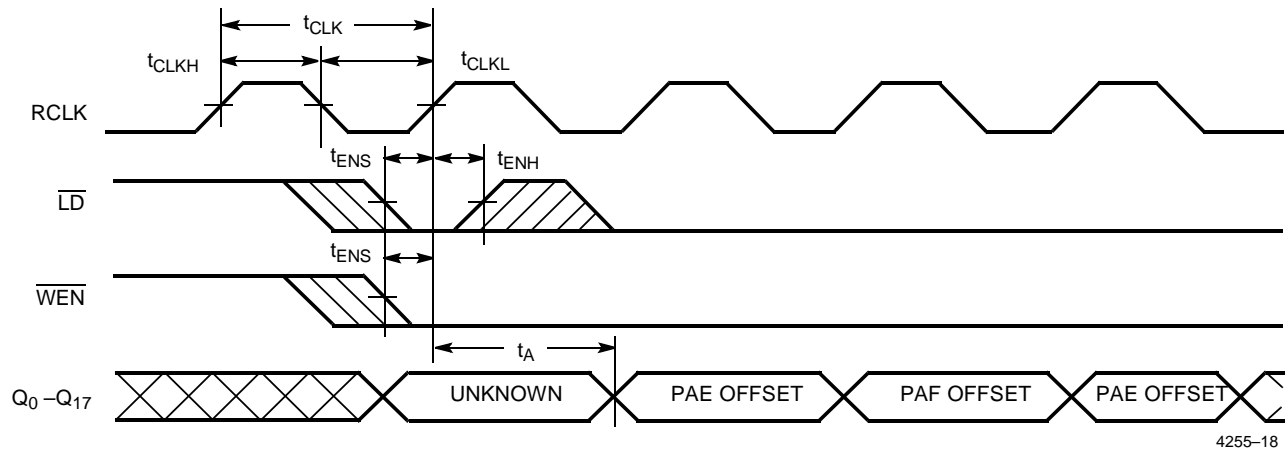 tCLK
tCLKH
tCLKL
RCLK
tENS
tENH
LD
tENS
WEN
tA
Q0 –Q17
UNKNOWN
PAE OFFSET
PAF OFFSET
PAE OFFSET
4255–18